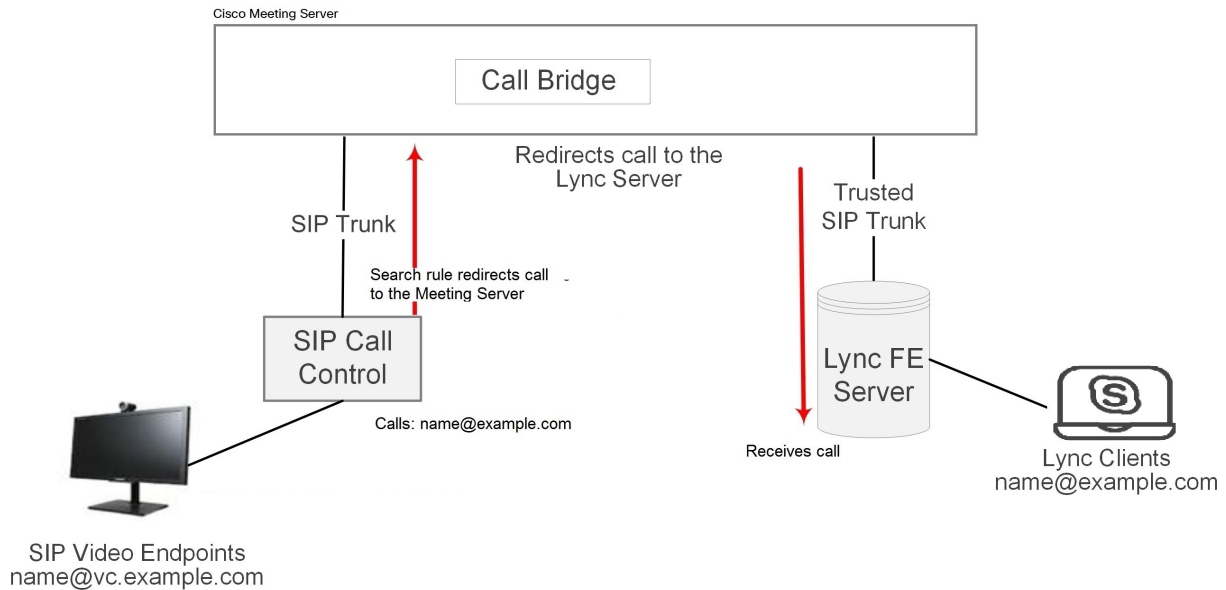 Cisco Meeting Server
Call Bridge
Redirects call to the
Lync Server
SIP Trunk
Trusted
SIP Trunk
Search rule redirects call
to the Meeting Server
SIP Call
Control
Lync FE
Server
Calls: name@example.com
Receives call
S
Lync Clients
name@example.com
SIP Video Endpoints
name@vc.example.com